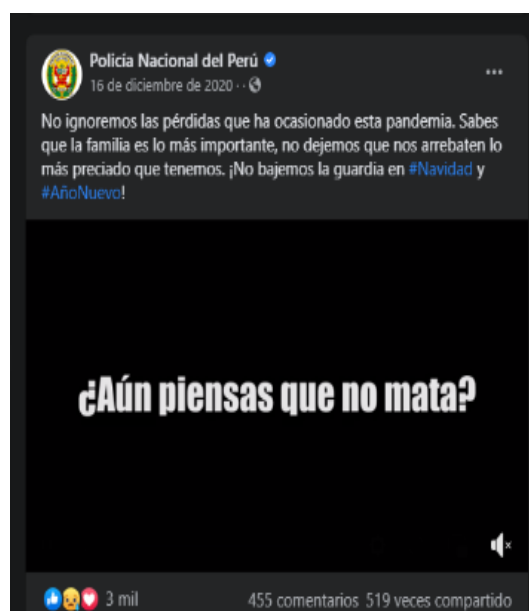 Policía Nacional del Perú
16 de diciembre de 2020 · ·
No ignoremos las pérdidas que ha ocasionado esta pandemia. Sabes
que la familia es lo más importante, no dejemos que nos arrebaten lo
más preciado que tenemos. ¡No bajemos la guardia en #Navidad y
#AñoNuevo!
¿Aún piensas que no mata?
3 mil 455 comentarios 519 veces compartido